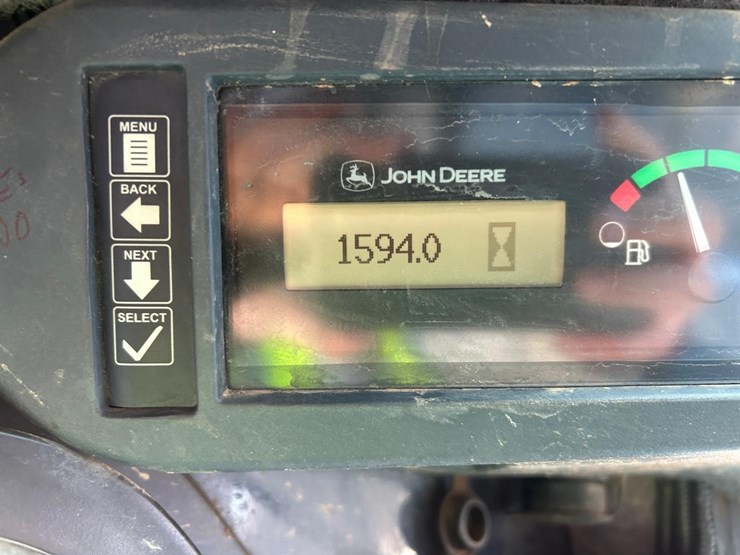 MENU
BACK
NEXT
SELECT
JOHN DEERE
1594.0